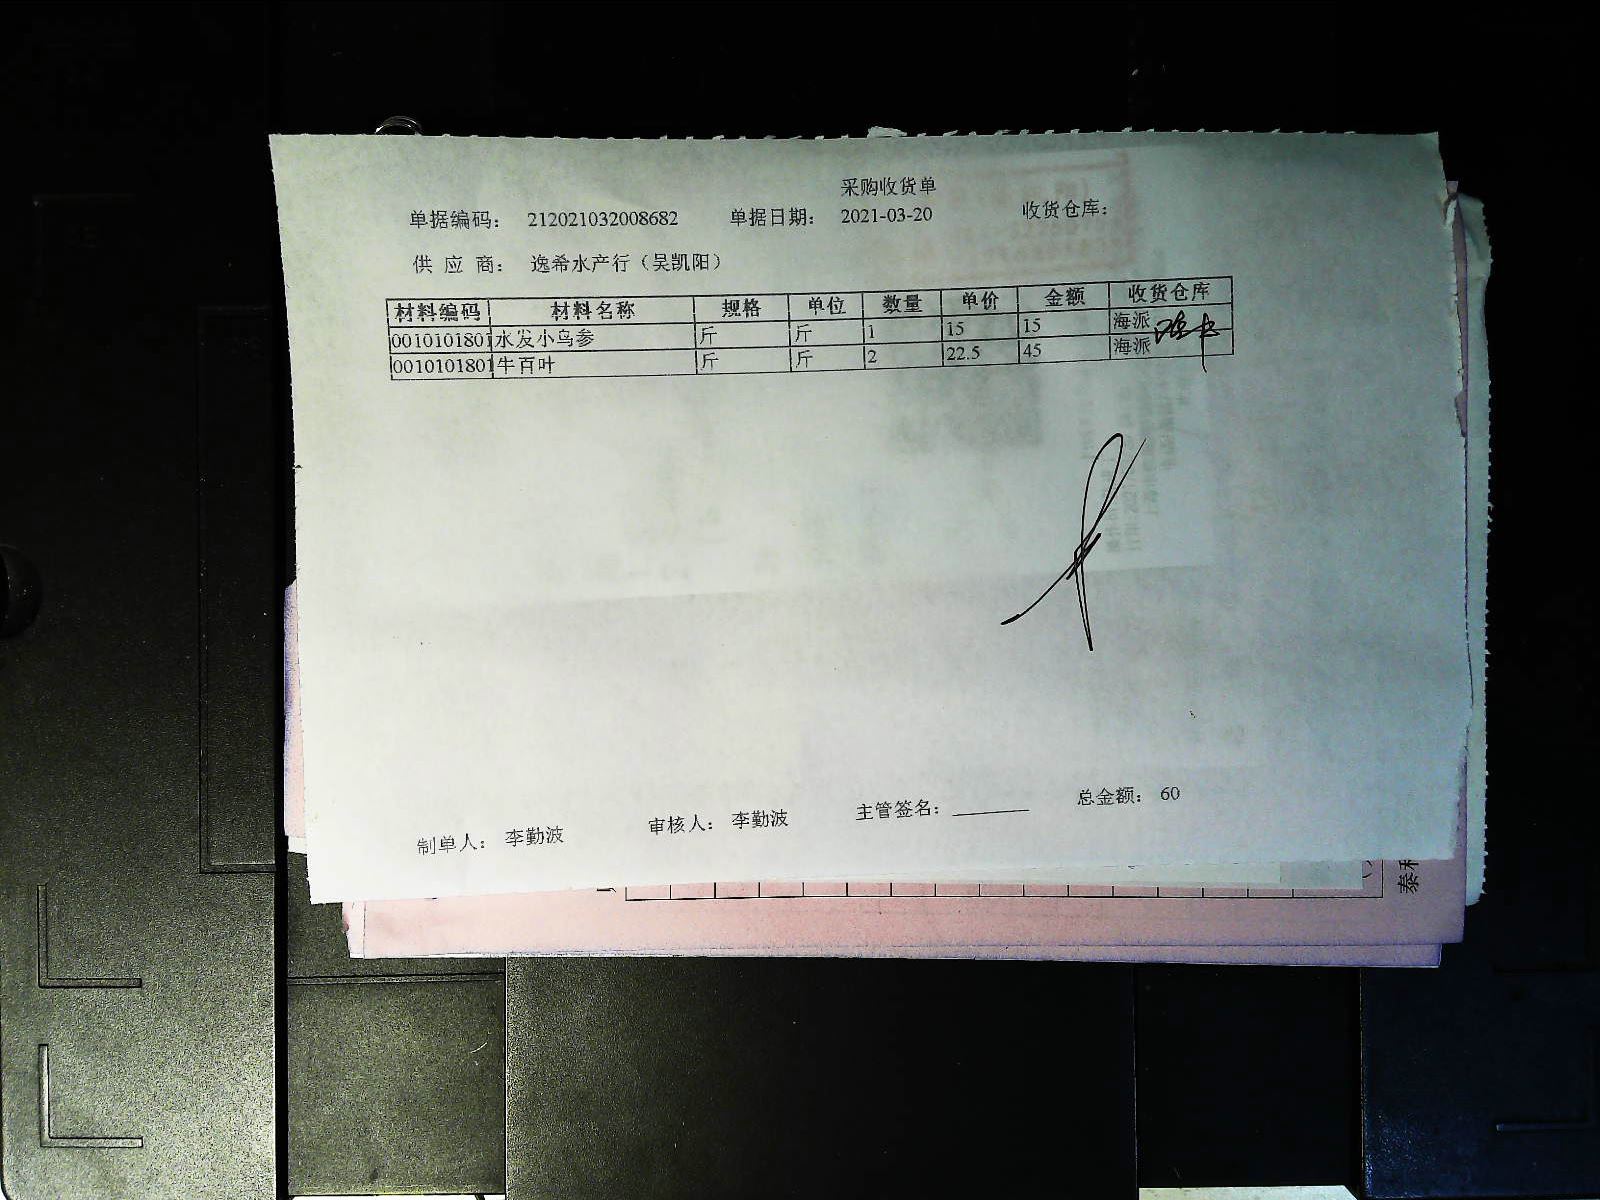 采购收货单
单据编码： 212021032008682 单据日期： 2021-03-20 收货仓库：
供 应 商： 逸希水产行（吴凯阳）
材料编码 材料名称 规格 单位 数量 单价 金额 收货仓库
0010101801 水发小乌参 斤 斤 1 15 15 海派
0010101801 牛百叶 斤 斤 2 22.5 45 海派
制单人： 李勤波 审核人： 李勤波 主管签名： 总金额： 60